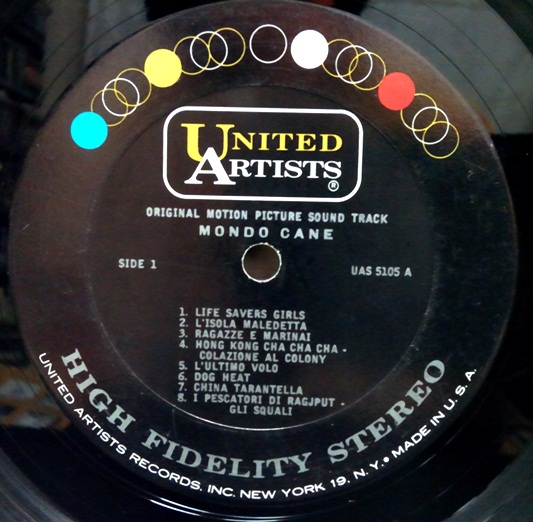 UNITED
ARTISTS
®
ORIGINAL MOTION PICTURE SOUND TRACK
MONDO CANE
SIDE 1
UAS 5105 A
1. LIFE SAVERS GIRLS
2. L'ISOLA MALEDETTA
3. RAGAZZE E MARINAI
4. HONG KONG CHA CHA CHA -
COLAZIONE AL COLONY
5. L'ULTIMO VOLO
6. DOG HEAT
7. CHINA TARANTELLA
8. I PESCATORI DI RAGJPUT -
GLI SQUALI
HIGH FIDELITY STEREO
UNITED ARTISTS RECORDS, INC. NEW YORK 19, N. Y. • MADE IN U. S. A.